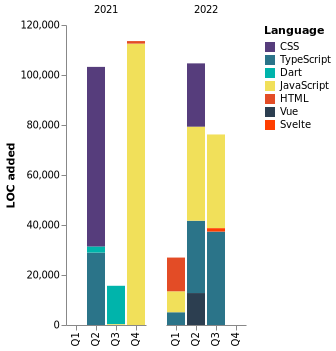 2021 2022
Language
CSS
TypeScript
Dart
JavaScript
HTML
Vue
Svelte
LOC added
120,000
100,000
80,000
60,000
40,000
20,000
0
Q1 Q2 Q3 Q4 Q1 Q2 Q3 Q4